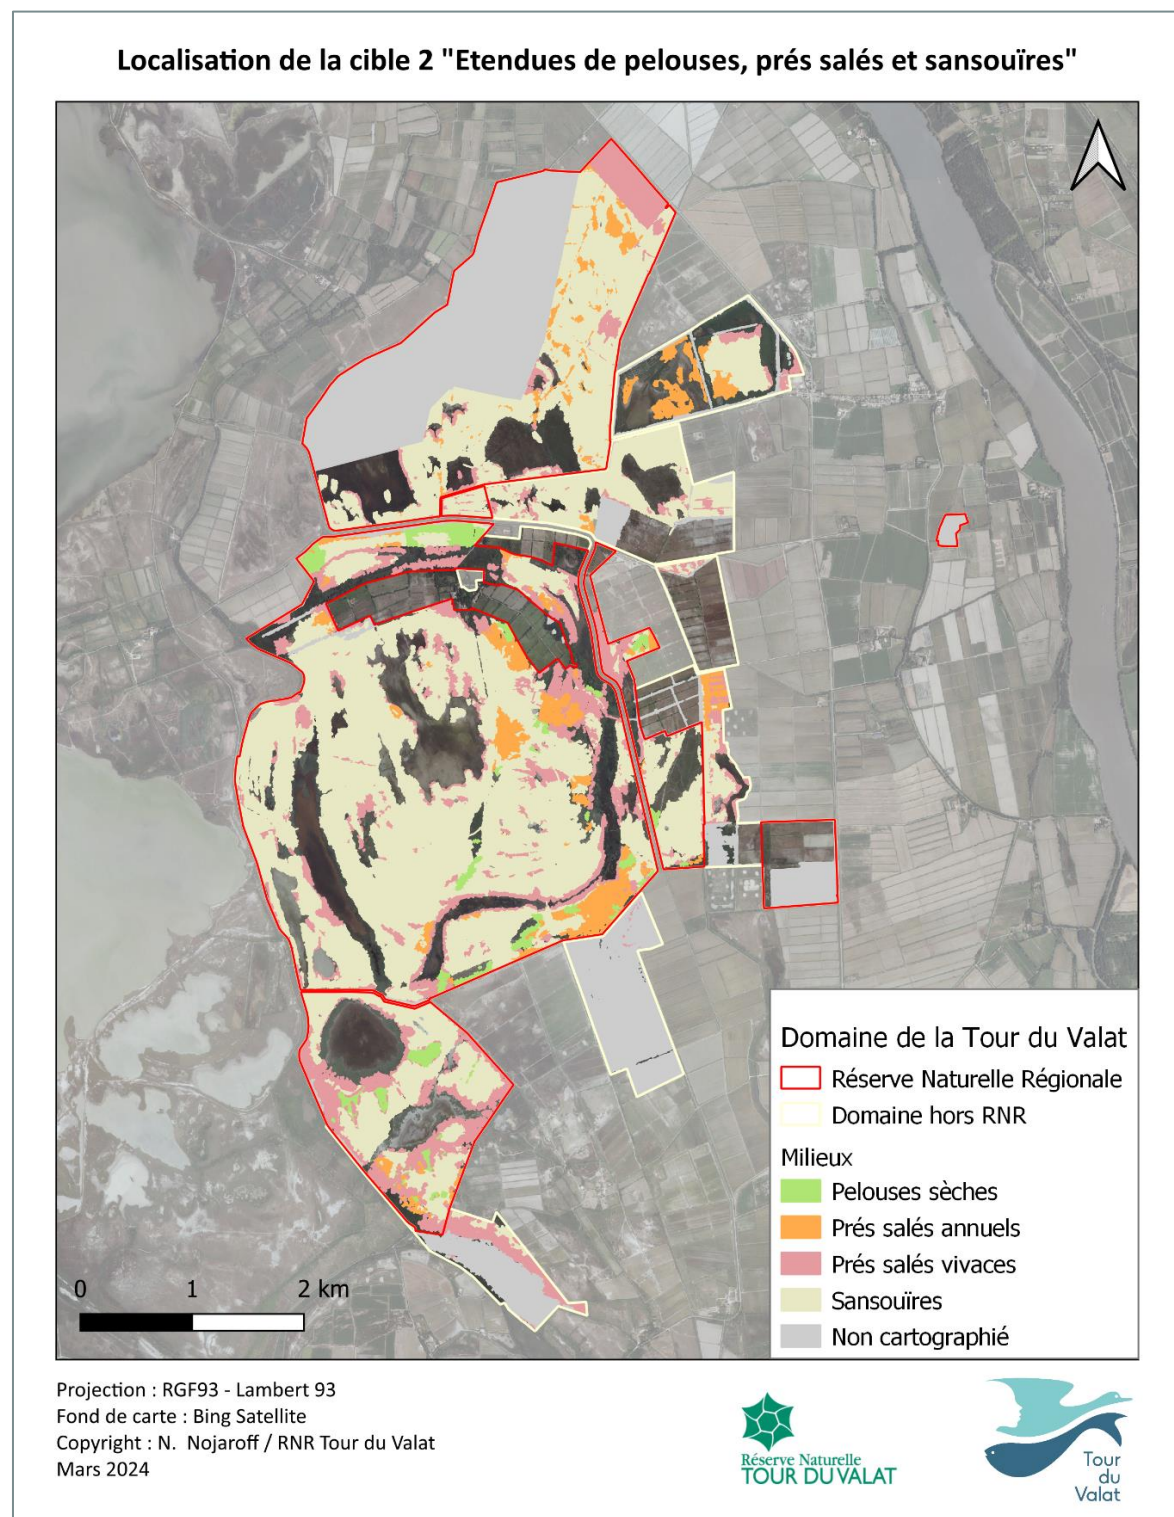 Localisation de la cible 2 "Etendues de pelouses, prés salés et sansouïres"
Domaine de la Tour du Valat
Réserve Naturelle Régionale
Domaine hors RNR
Milieux
Pelouses sèches
Prés salés annuels
Prés salés vivaces
Sansouïres
Non cartographié
0 1 2 km
Projection : RGF93 - Lambert 93
Fond de carte : Bing Satellite
Copyright : N. Nojaroff / RNR Tour du Valat
Mars 2024
Réserve Naturelle
TOUR DU VALAT
Tour
du
Valat